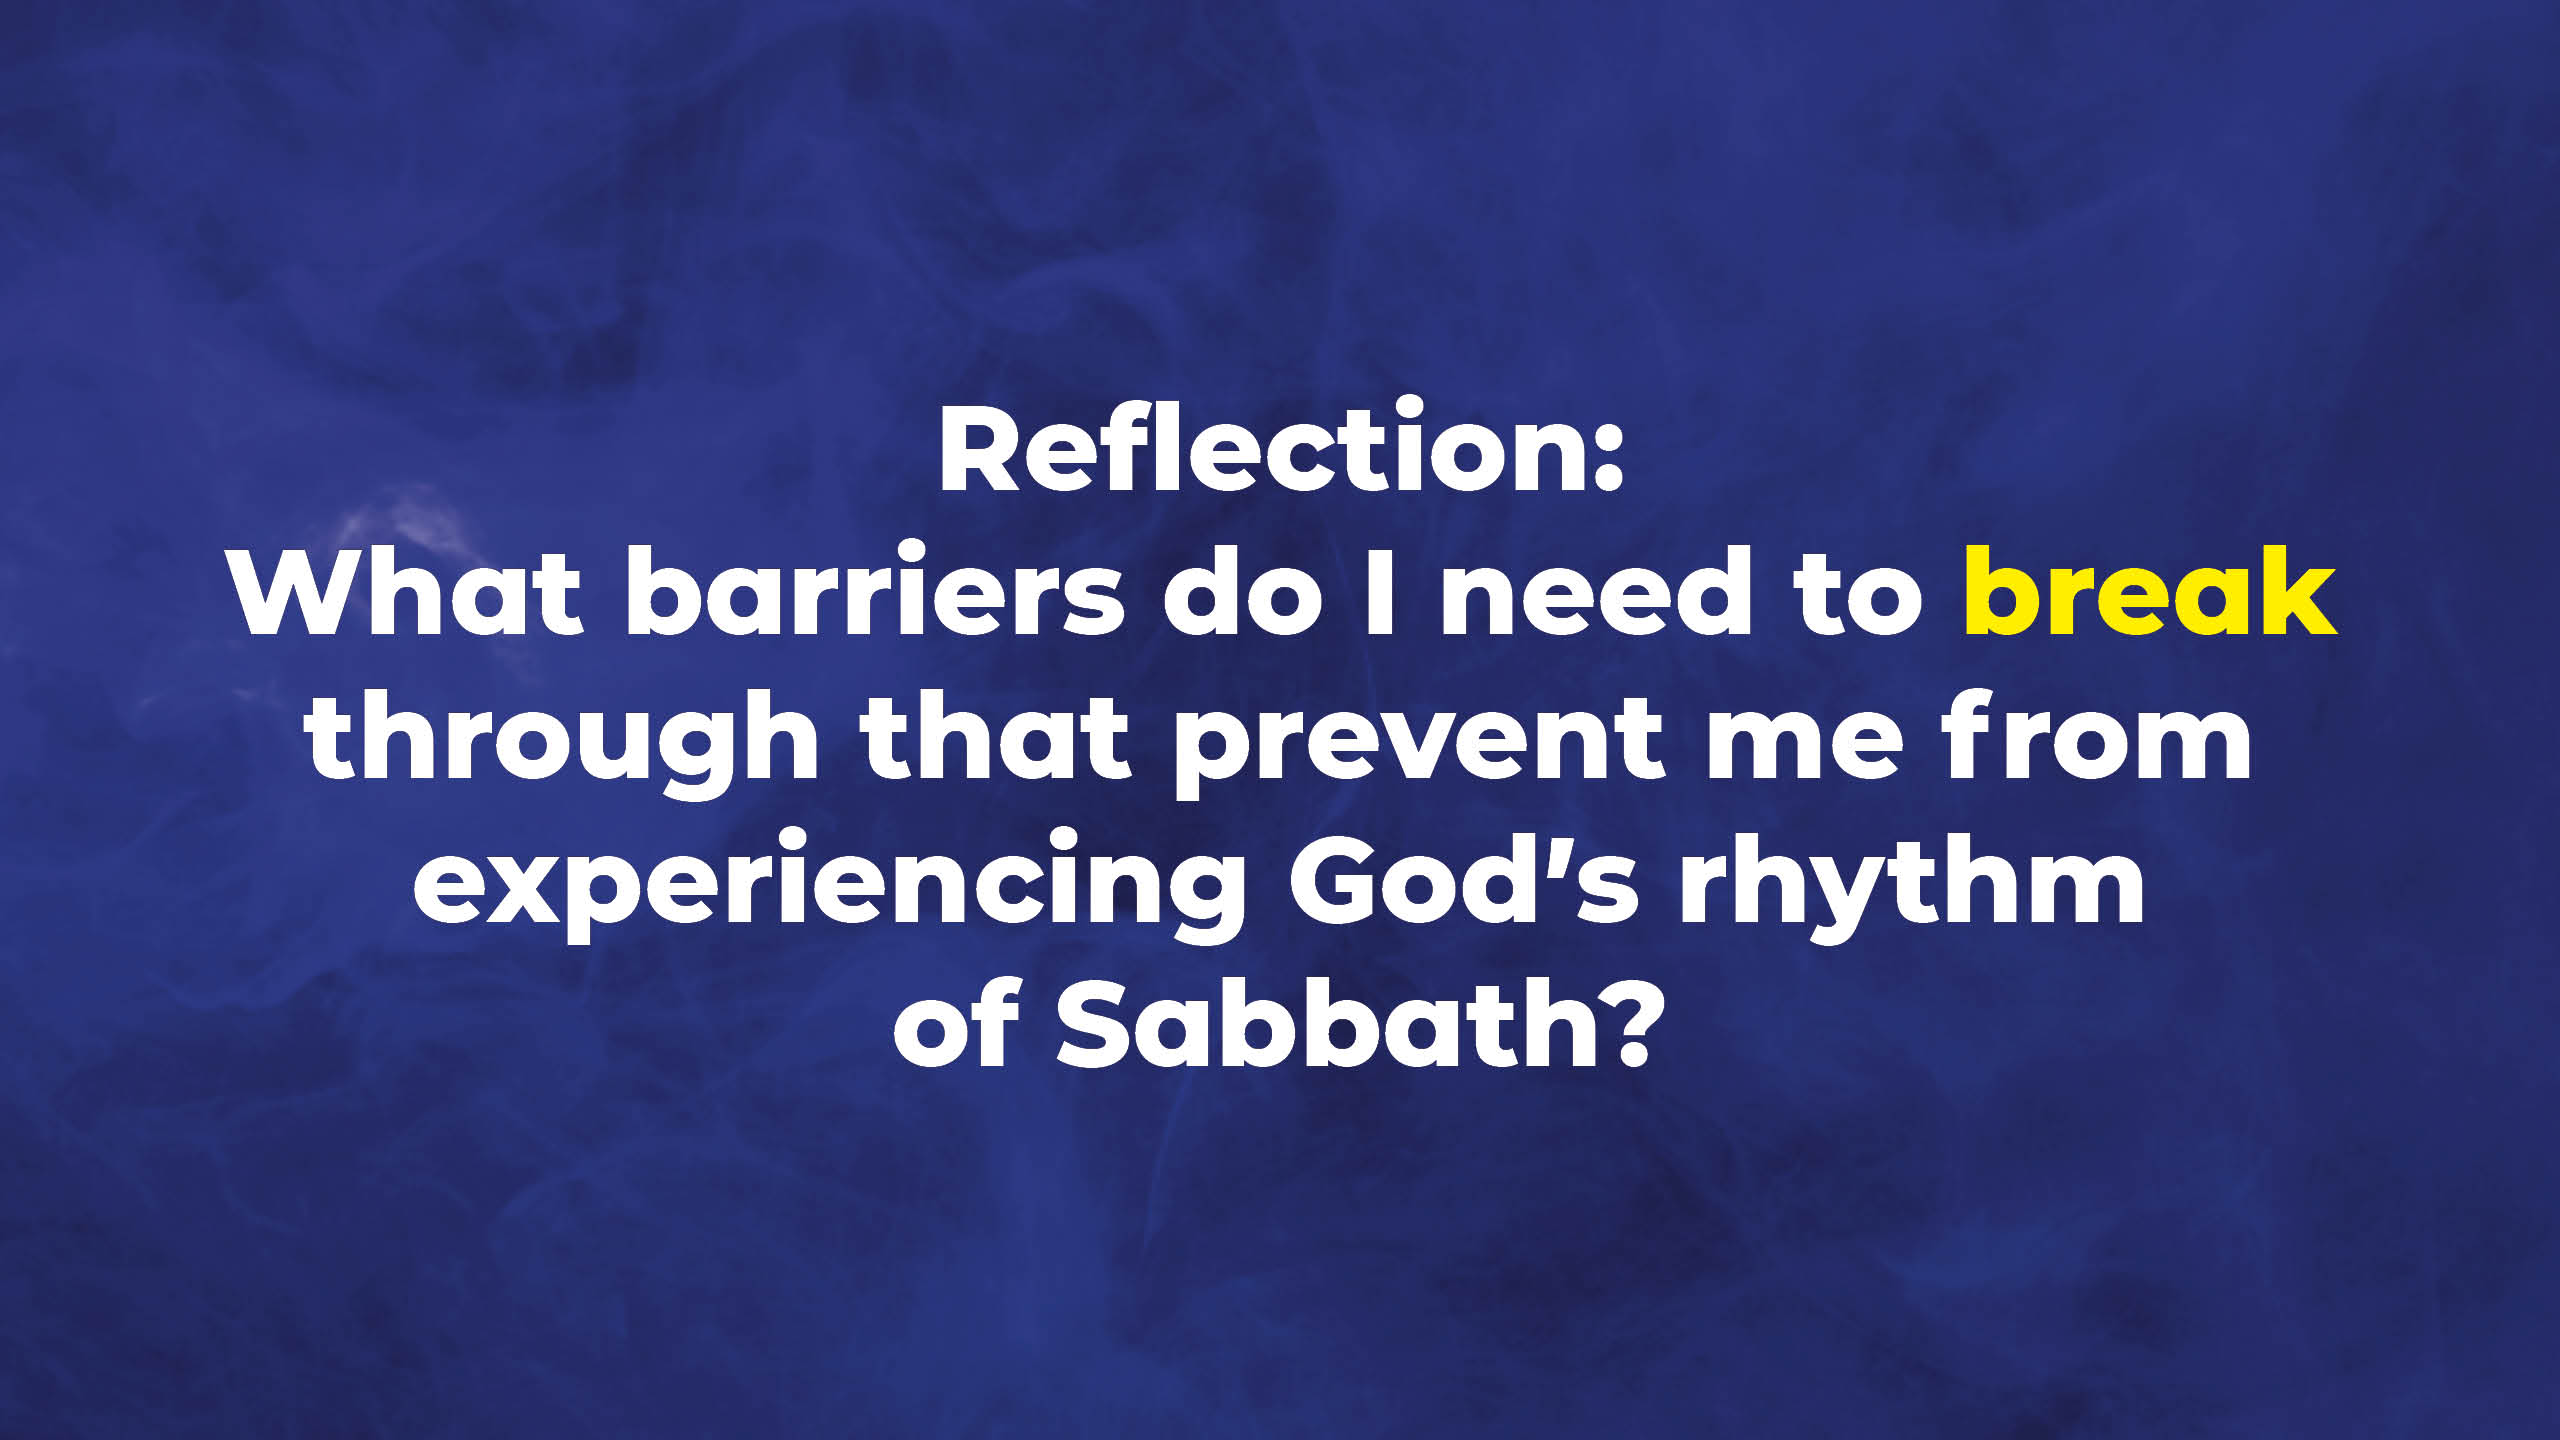 Reflection:
What barriers do I need to break
through that prevent me from
experiencing God’s rhythm
of Sabbath?